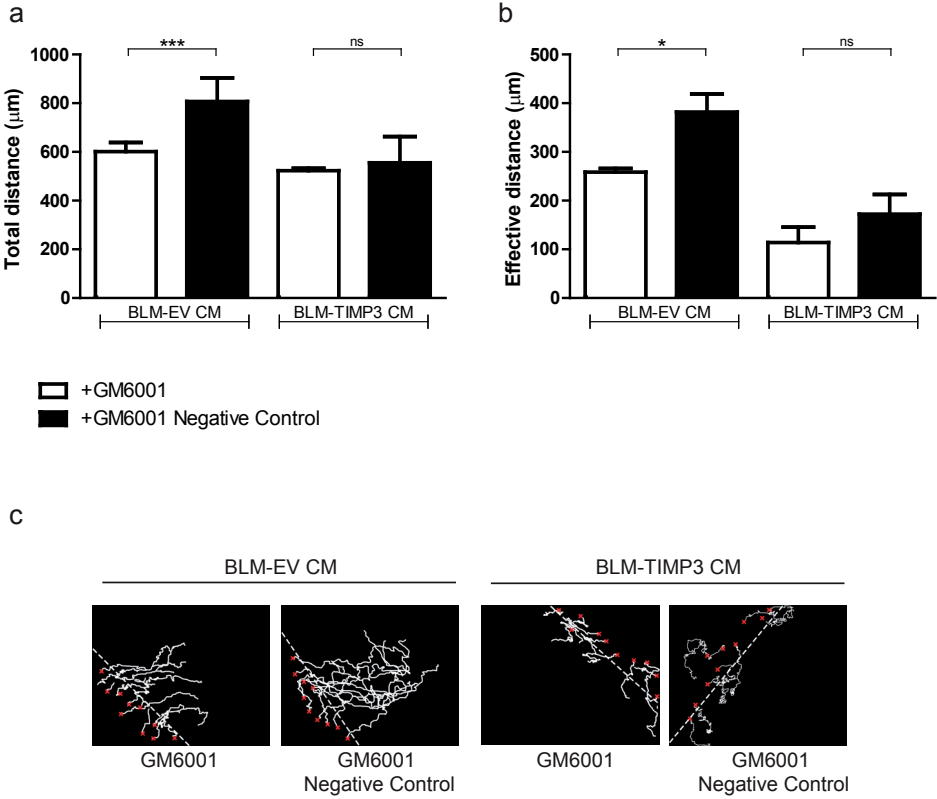 a
b
***
ns
1000
800
600
400
200
0
Total distance (μm)
BLM-EV CM
BLM-TIMP3 CM
*
ns
500
400
300
200
100
0
Effective distance (μm)
BLM-EV CM
BLM-TIMP3 CM
+GM6001
+GM6001 Negative Control
c
BLM-EV CM
BLM-TIMP3 CM
GM6001
GM6001
Negative Control
GM6001
GM6001
Negative Control